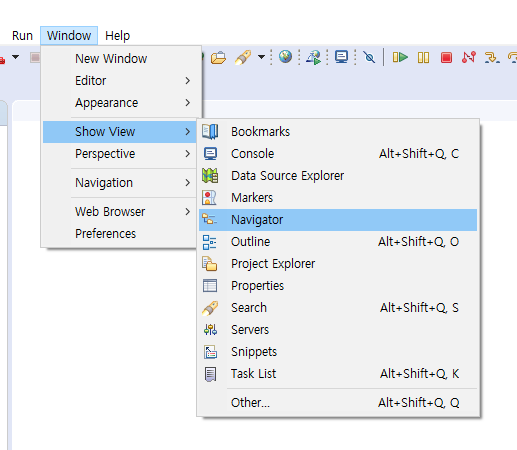 Run Window Help
New Window
Editor
Appearance
Show View
Perspective
Navigation
Web Browser
Preferences
Bookmarks
Console Alt+Shift+Q, C
Data Source Explorer
Markers
Navigator
Outline Alt+Shift+Q, O
Project Explorer
Properties
Search Alt+Shift+Q, S
Servers
Snippets
Task List Alt+Shift+Q, K
Other... Alt+Shift+Q, Q